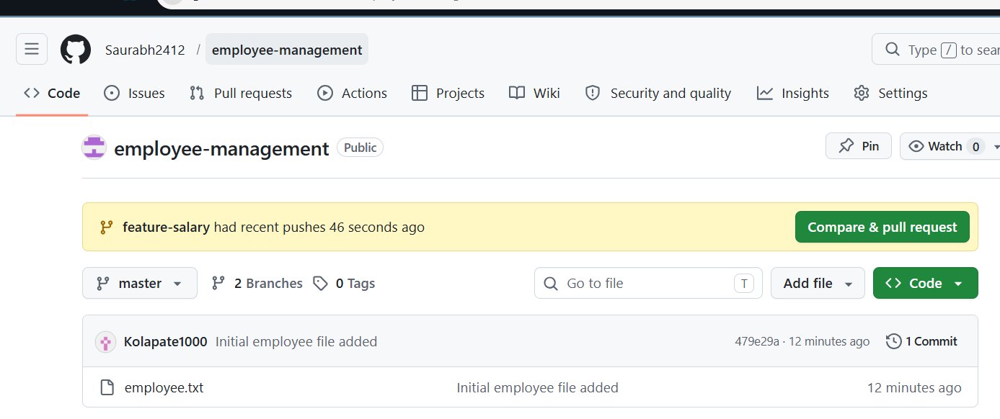 Saurabh2412 / employee-management
Type / to sear
Code Issues Pull requests Actions Projects Wiki Security and quality Insights Settings
employee-management Public
Pin Watch 0
feature-salary had recent pushes 46 seconds ago
Compare & pull request
master 2 Branches 0 Tags
Go to file T
Add file
Code
Kolapate1000 Initial employee file added 479e29a · 12 minutes ago 1 Commit
employee.txt Initial employee file added 12 minutes ago